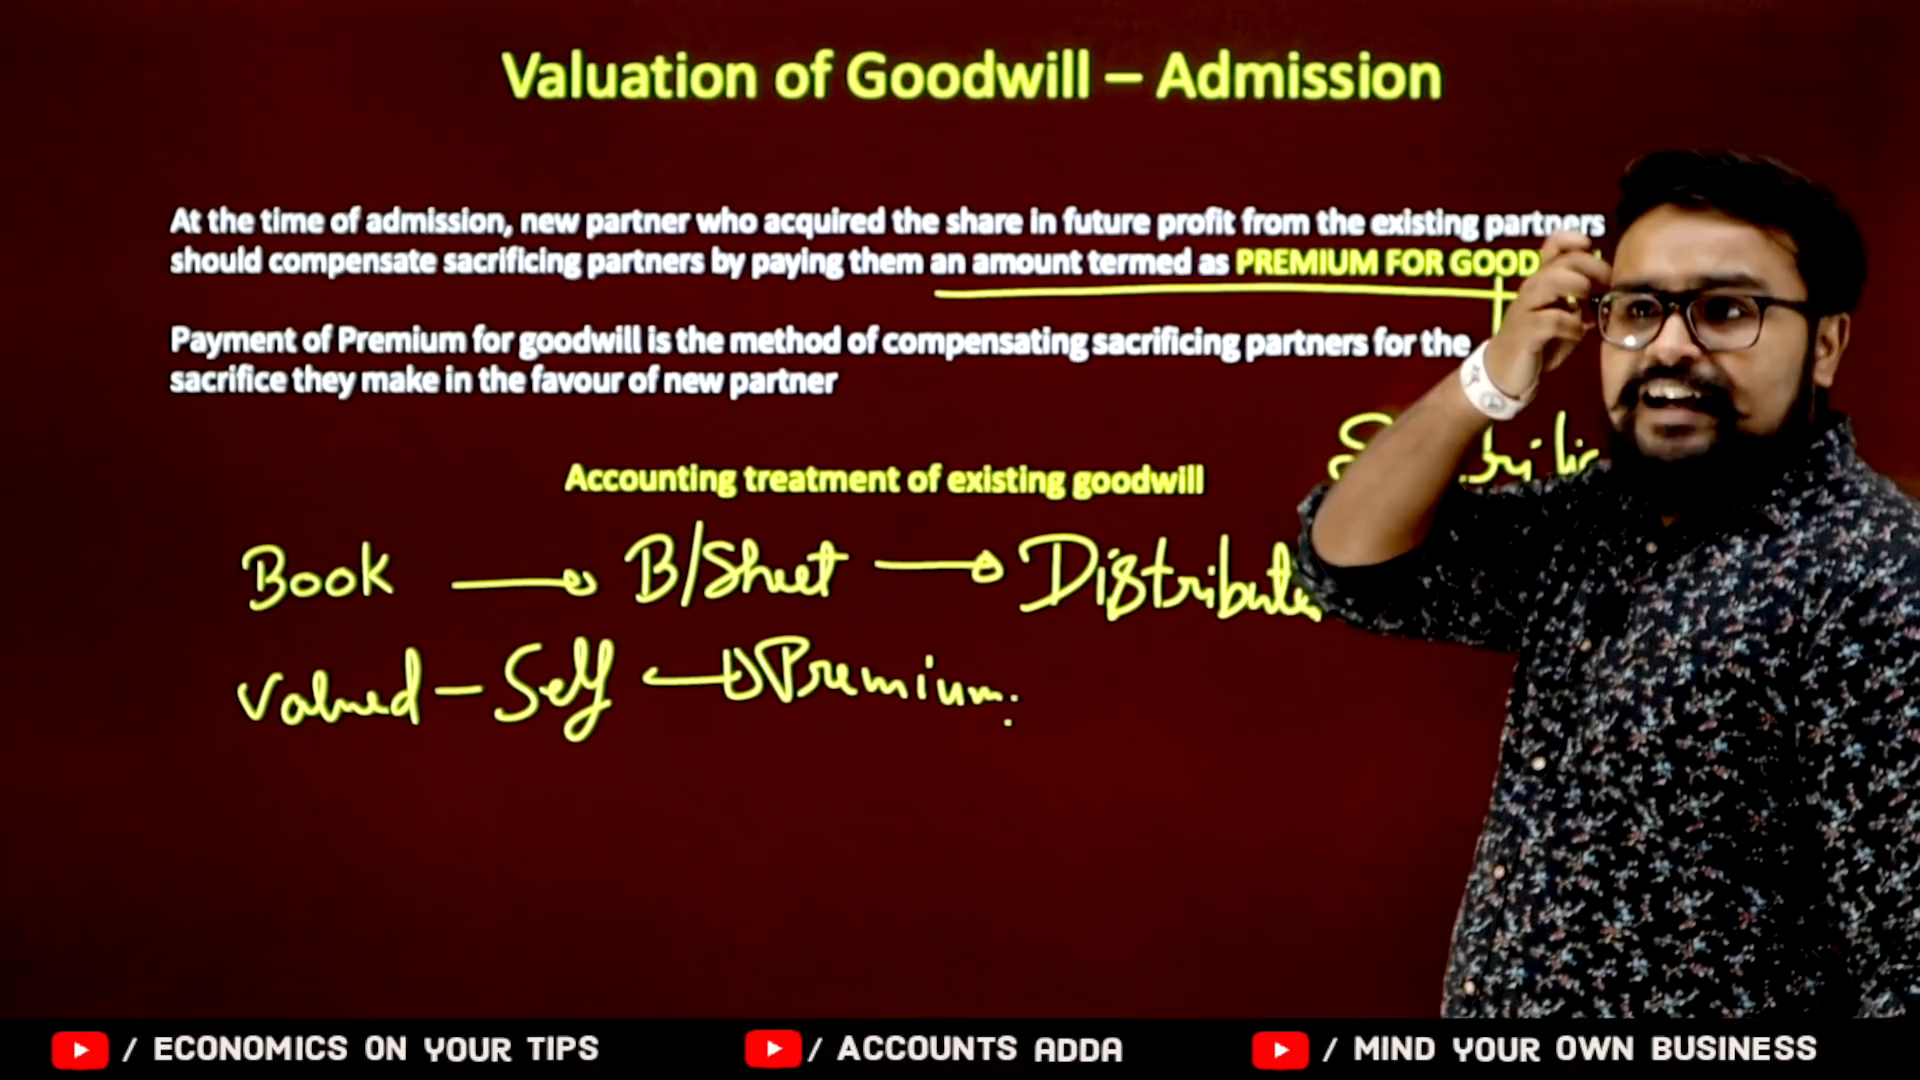 Valuation of Goodwill – Admission
At the time of admission, new partner who acquired the share in future profit from the existing partners
should compensate sacrificing partners by paying them an amount termed as PREMIUM FOR
Payment of Premium for goodwill is the method of compensating sacrificing partners for the
sacrifice they make in the favour of new partner
Accounting treatment of existing goodwill
Book → B/Sheet → Distribute
Valued – Self → Premium.
/ ECONOMICS ON YOUR TIPS
/ ACCOUNTS ADDA
/ MIND YOUR OWN BUSINESS